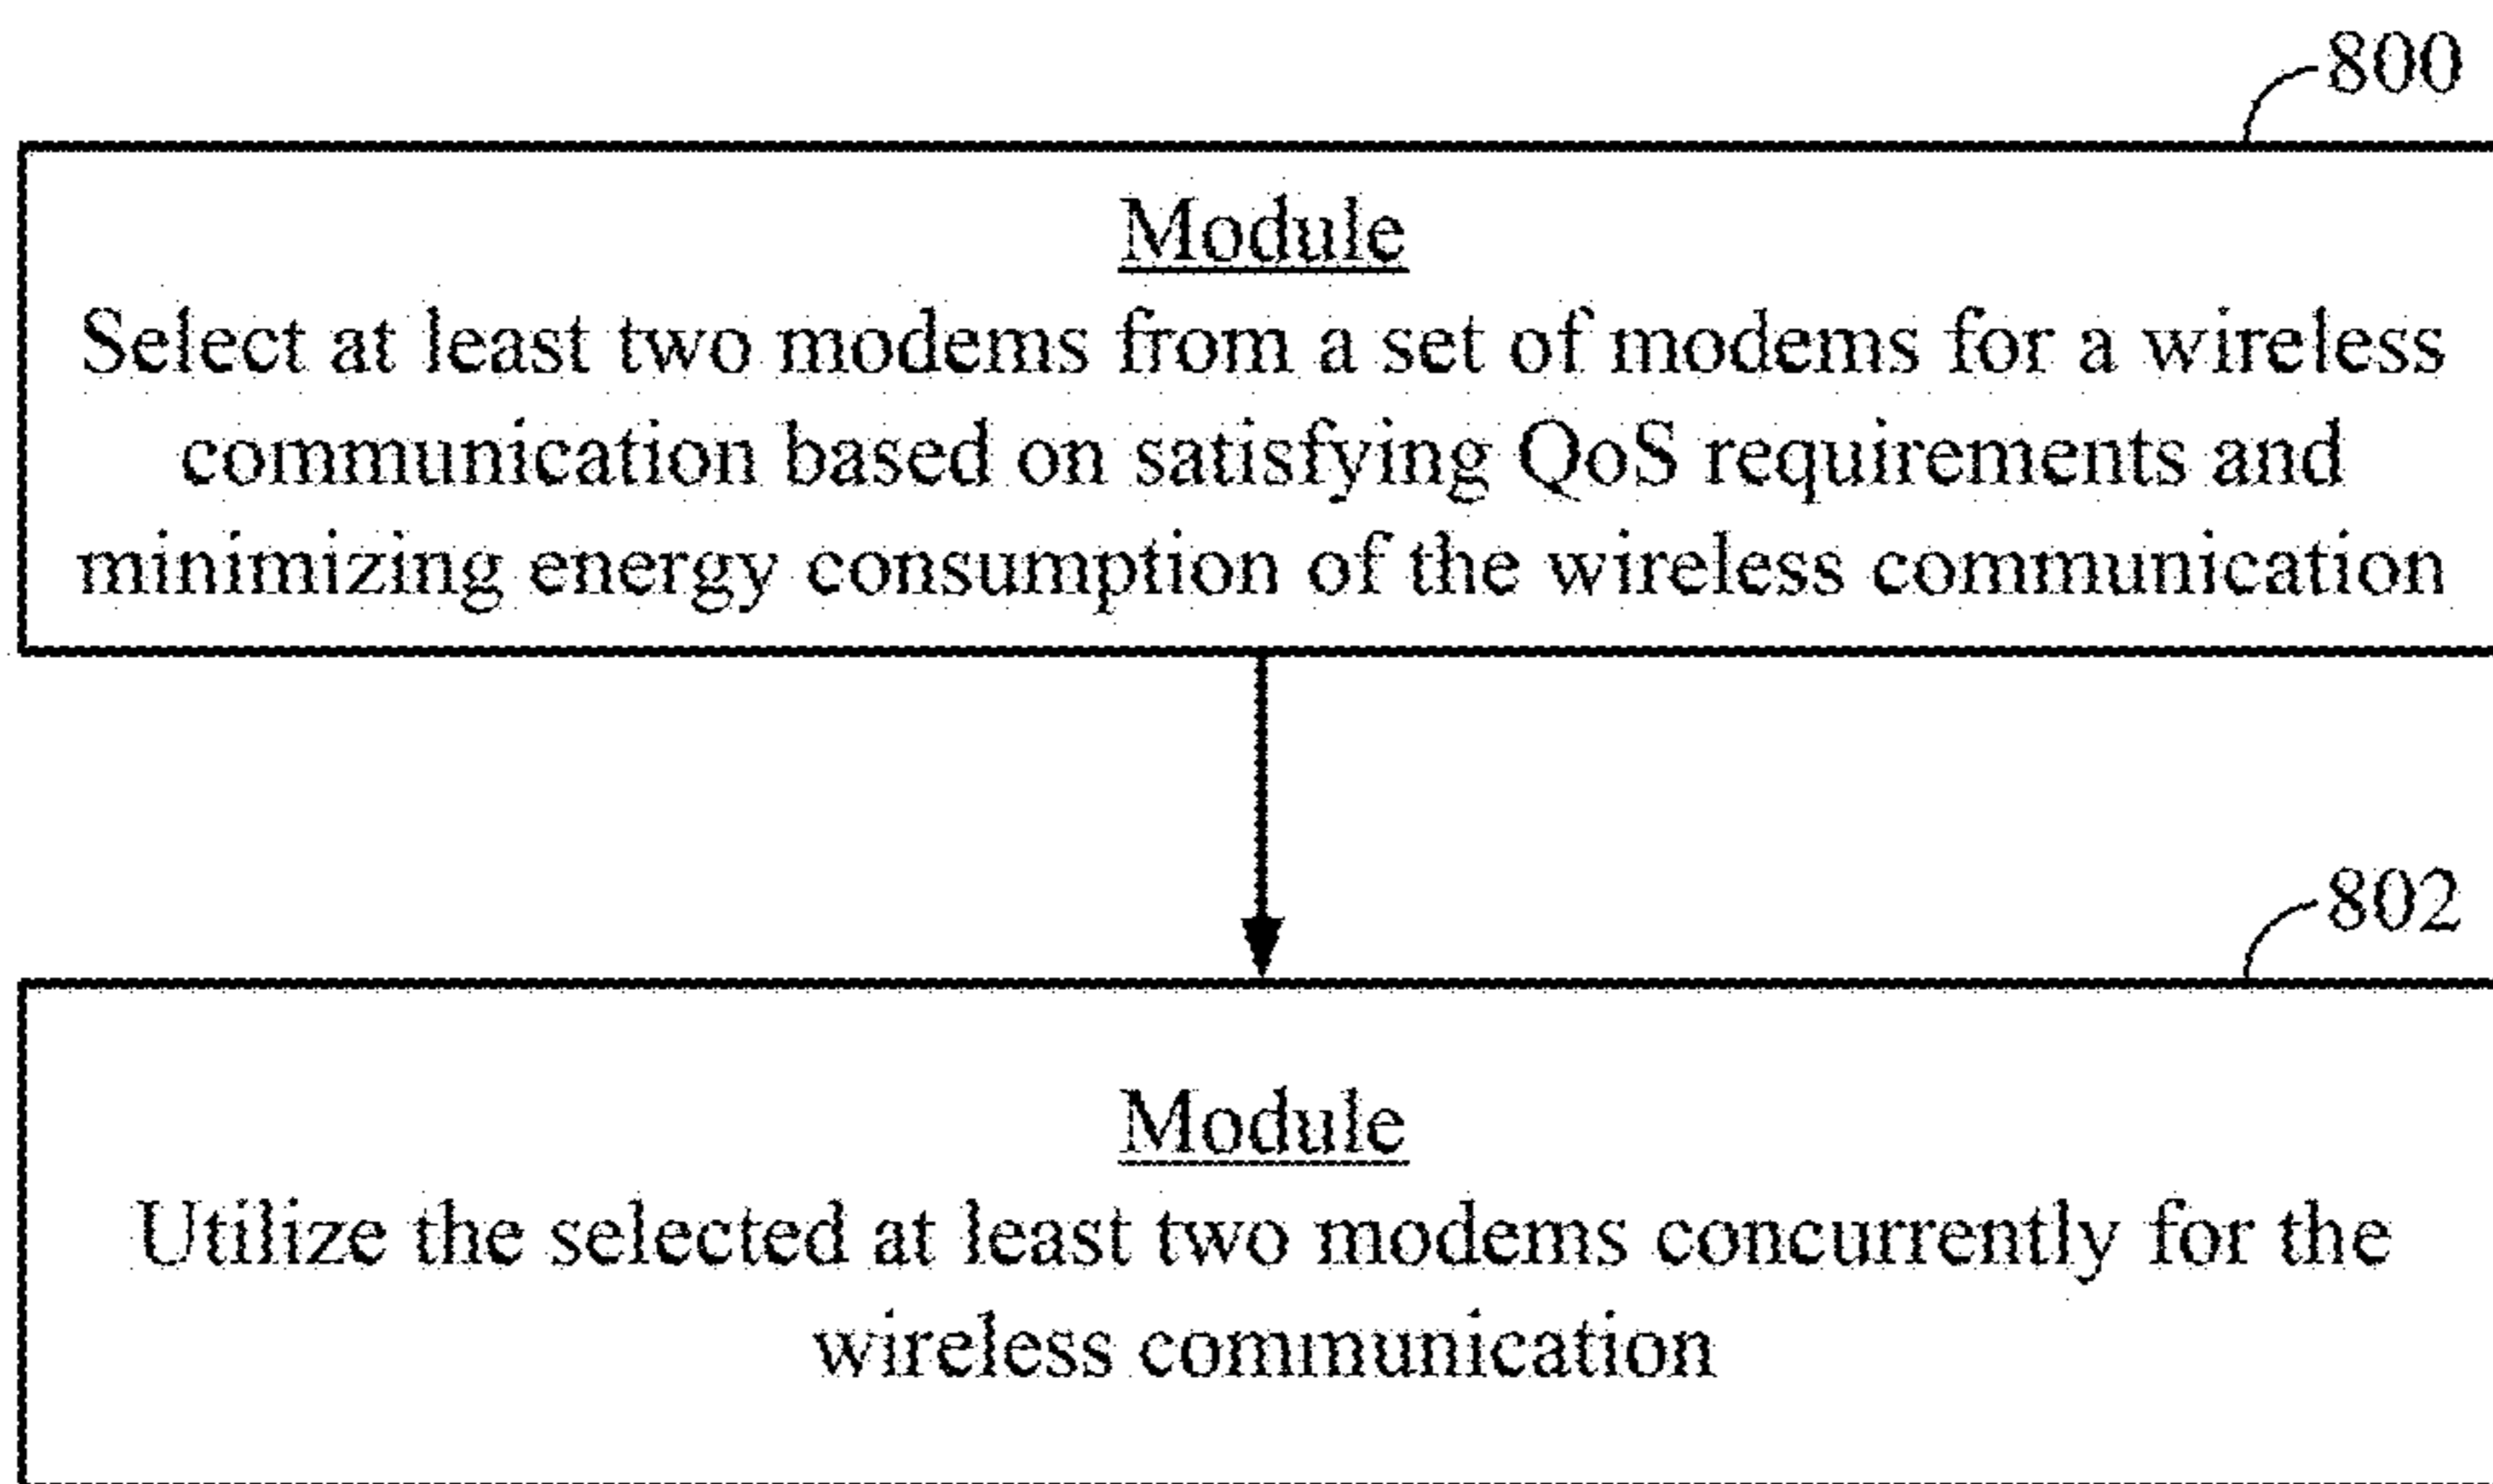 800
Module
Select at least two modems from a set of modems for a wireless
communication based on satisfying QoS requirements and
minimizing energy consumption of the wireless communication
802
Module
Utilize the selected at least two modems concurrently for the
wireless communication